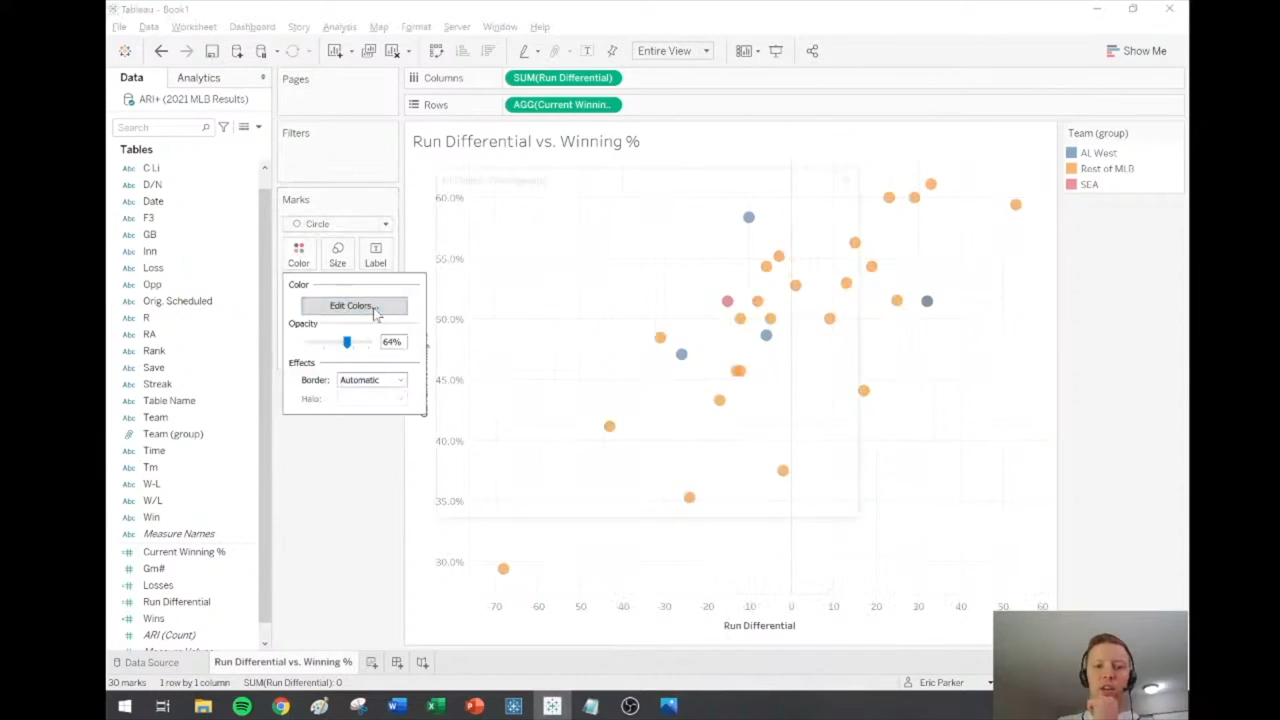 Tableau - Book1
File Data Worksheet Dashboard Story Analysis Map Format Server Window Help
Entire View
Show Me
Data Analytics
ARI+ (2021 MLB Results)
Search
Tables
Abc C Li
Abc D/N
Abc Date
Abc F3
Abc GB
Abc Inn
Abc Loss
Abc Opp
Abc Orig. Scheduled
Abc R
Abc RA
Abc Rank
Abc Save
Abc Streak
Abc Table Name
Abc Team
Team (group)
Abc Time
Abc Tm
Abc W-L
Abc W/L
Abc Win
Abc Measure Names
Current Winning %
Gm#
Losses
Run Differential
Wins
ARI (Count)
Pages
Filters
Marks
Circle
Color Size Label
Color
Edit Colors...
Opacity
64%
Effects
Border: Automatic
Halo:
Columns SUM(Run Differential)
Rows AGG(Current Winnin..
Run Differential vs. Winning %
60.0%
55.0%
50.0%
45.0%
40.0%
35.0%
30.0%
70 60 50 -40 -30 -20 -10 0 10 20 30 40 50 60
Run Differential
Team (group)
AL West
Rest of MLB
SEA
Data Source Run Differential vs. Winning %
30 marks 1 row by 1 column SUM(Run Differential): 0
Eric Parker